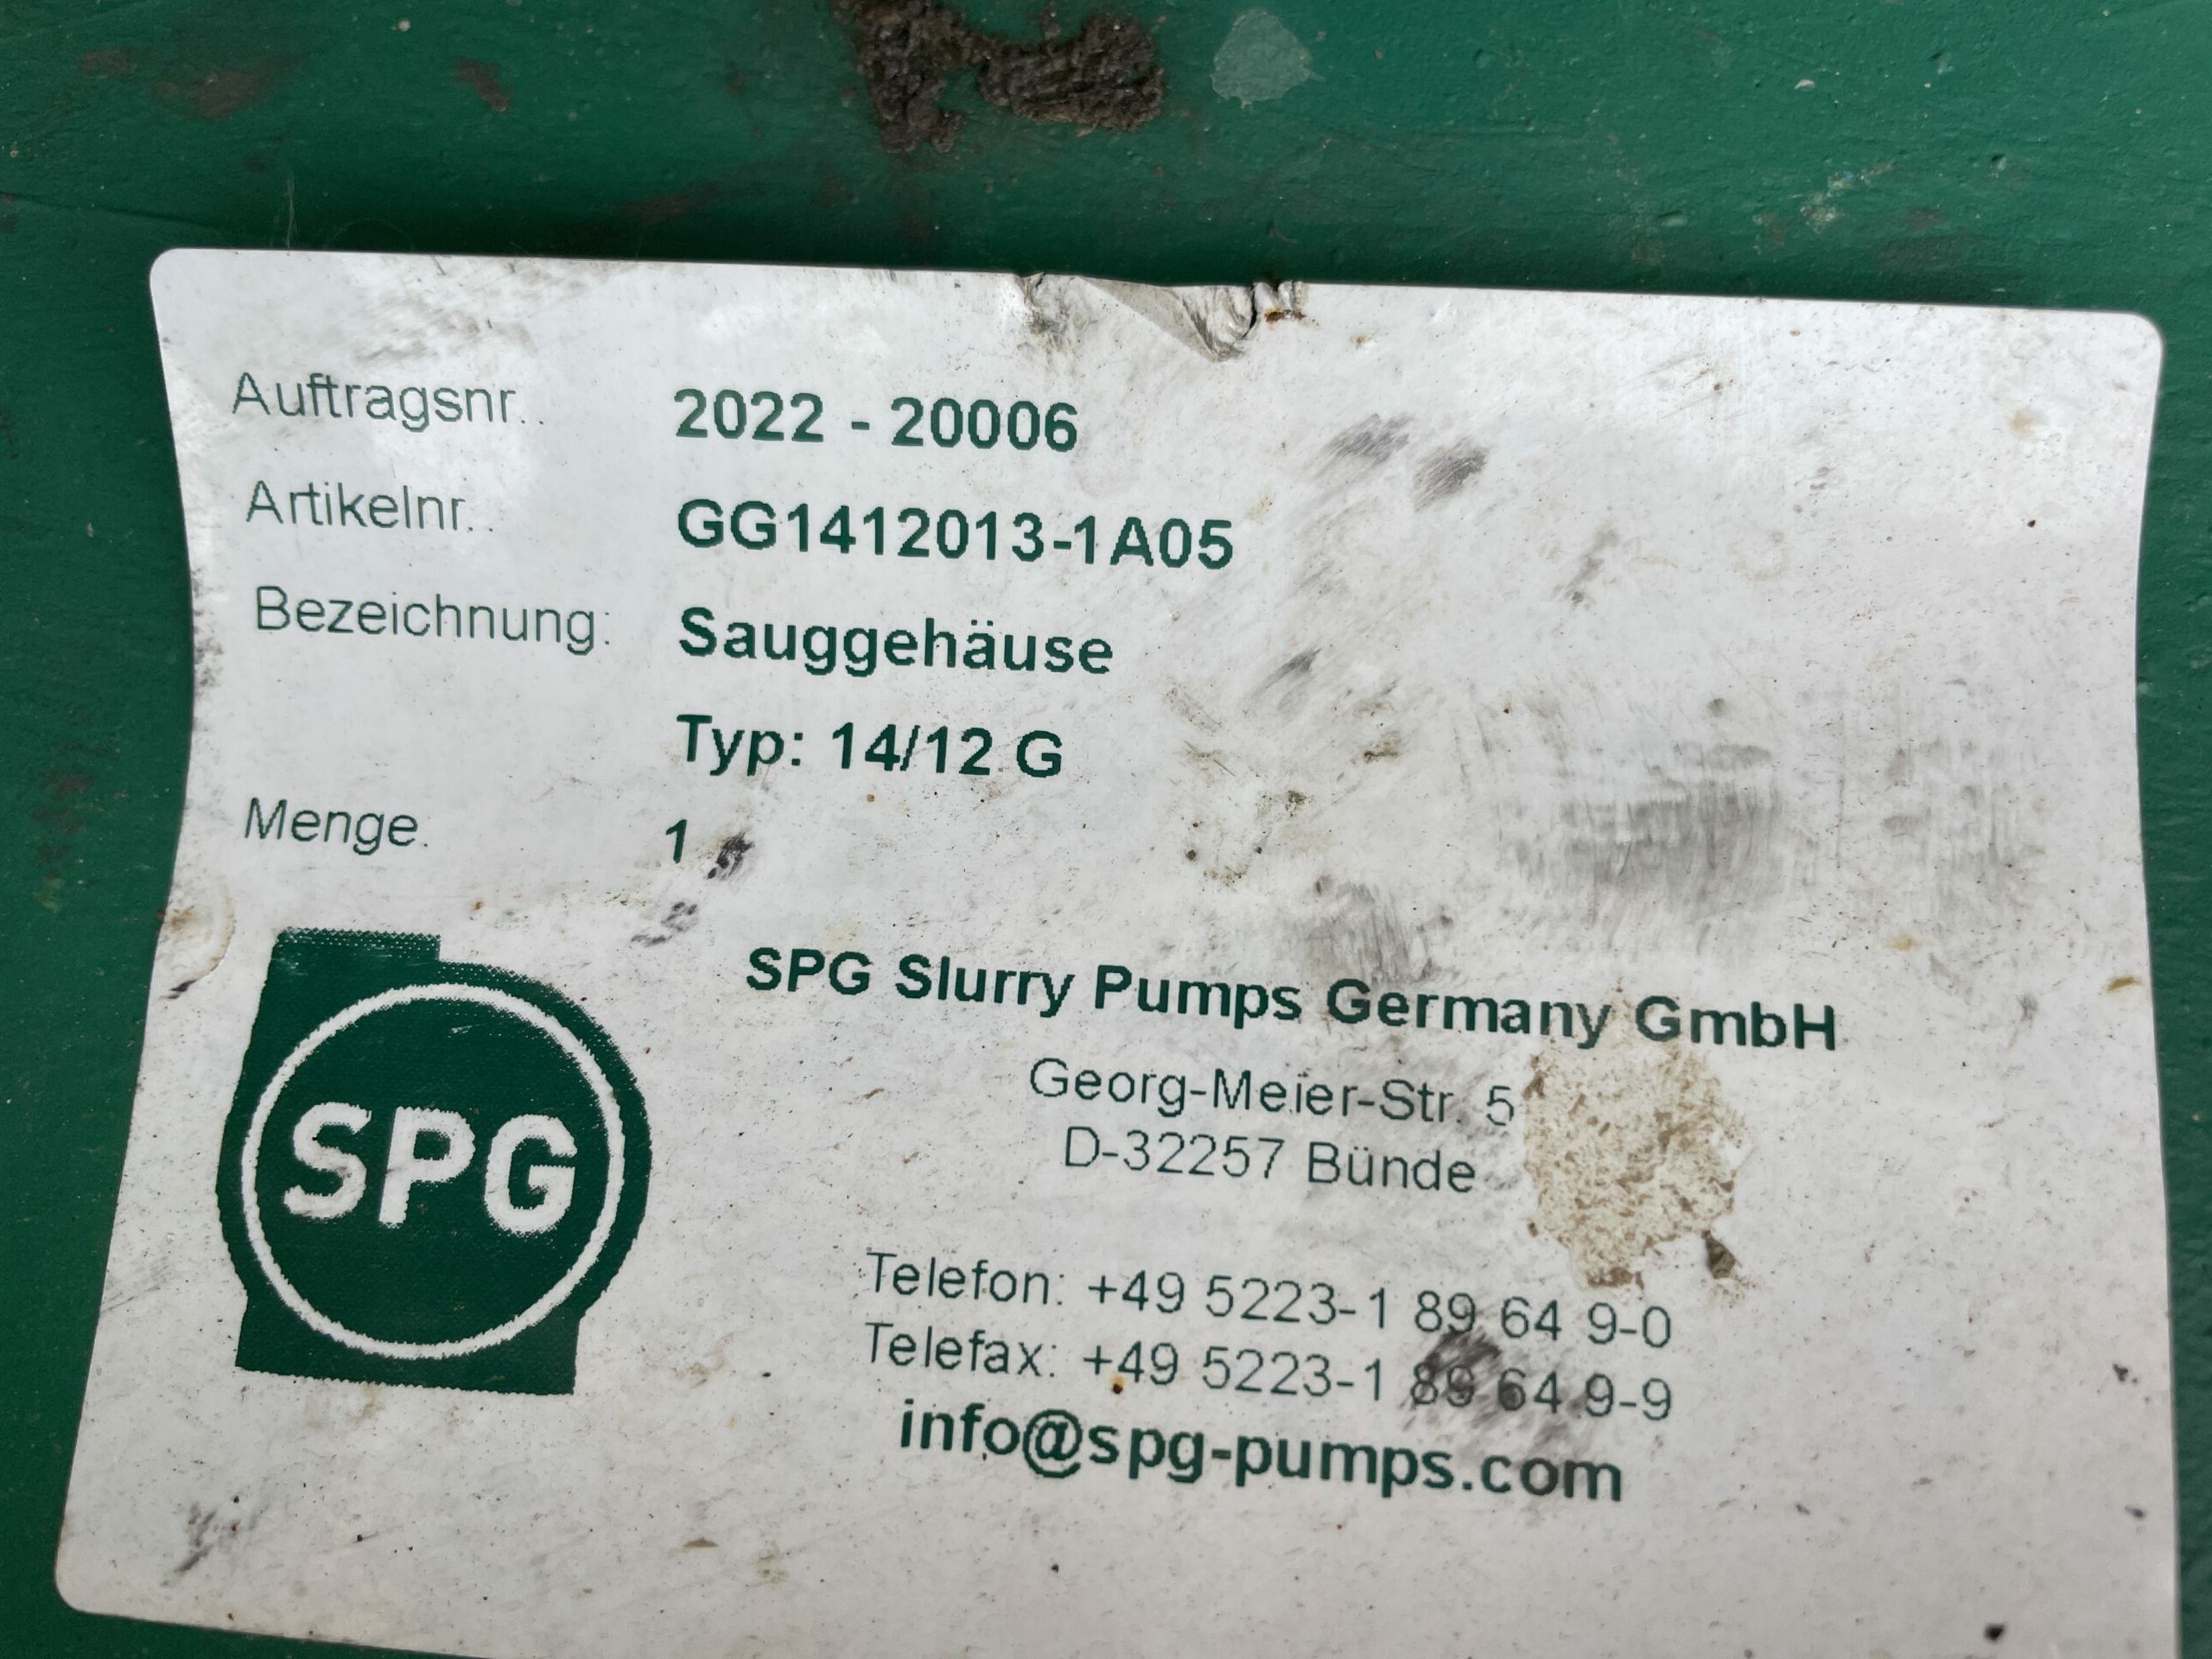 Auftragsnr.: 2022 - 20006
Artikelnr.: GG1412013-1A05
Bezeichnung: Sauggehäuse
Typ: 14/12 G
Menge: 1
SPG
SPG Slurry Pumps Germany GmbH
Georg-Meier-Str. 5
D-32257 Bünde
Telefon: +49 5223-1 89 64 9-0
Telefax: +49 5223-1 89 64 9-9
info@spg-pumps.com